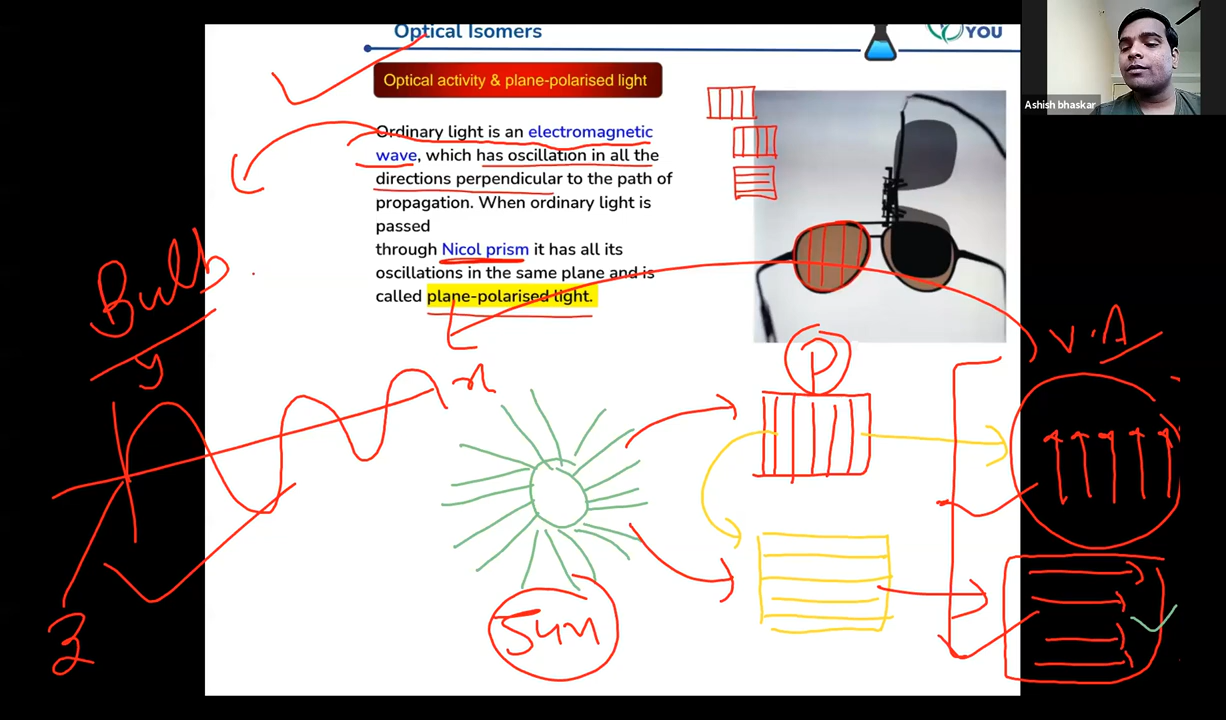 Optical Isomers
YOU
Optical activity & plane-polarised light
Ashish bhaskar
Ordinary light is an electromagnetic
wave, which has oscillation in all the
directions perpendicular to the path of
propagation. When ordinary light is
passed
through Nicol prism it has all its
oscillations in the same plane and is
called plane-polarised light.
Bulb
y
x
z
P
V.A
Sun